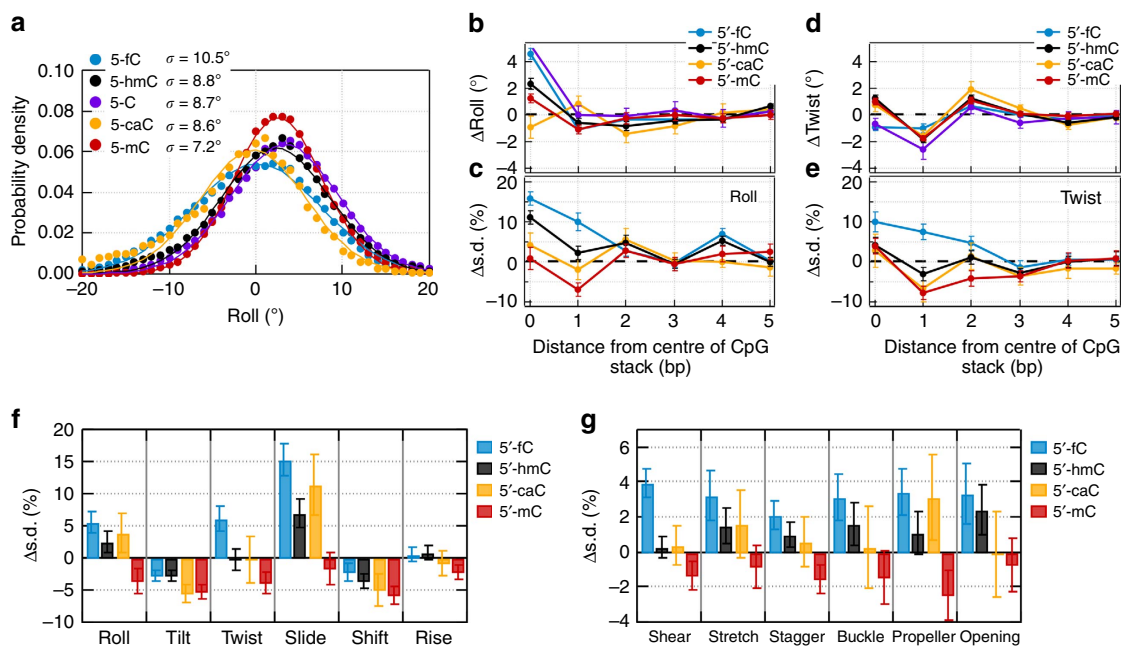 a
5-fC σ = 10.5°
5-hmC σ = 8.8°
5-C σ = 8.7°
5-caC σ = 8.6°
5-mC σ = 7.2°
Probability density
0.10
0.08
0.06
0.04
0.02
0.00
−20 −10 0 10 20
Roll (°)
b
5′-fC
5′-hmC
5′-caC
5′-mC
ΔRoll (°)
4
2
0
−2
−4
c
Roll
Δs.d. (%)
20
10
0
−10
0 1 2 3 4 5
Distance from centre of CpG
stack (bp)
d
5′-fC
5′-hmC
5′-caC
5′-mC
ΔTwist (°)
4
2
0
−2
−4
e
Twist
Δs.d. (%)
20
10
0
−10
0 1 2 3 4 5
Distance from centre of CpG
stack (bp)
f
Δs.d. (%)
20
15
10
5
0
−5
−10
Roll Tilt Twist Slide Shift Rise
5′-fC
5′-hmC
5′-caC
5′-mC
g
Δs.d. (%)
6
4
2
0
−2
−4
Shear Stretch Stagger Buckle Propeller Opening
5′-fC
5′-hmC
5′-caC
5′-mC